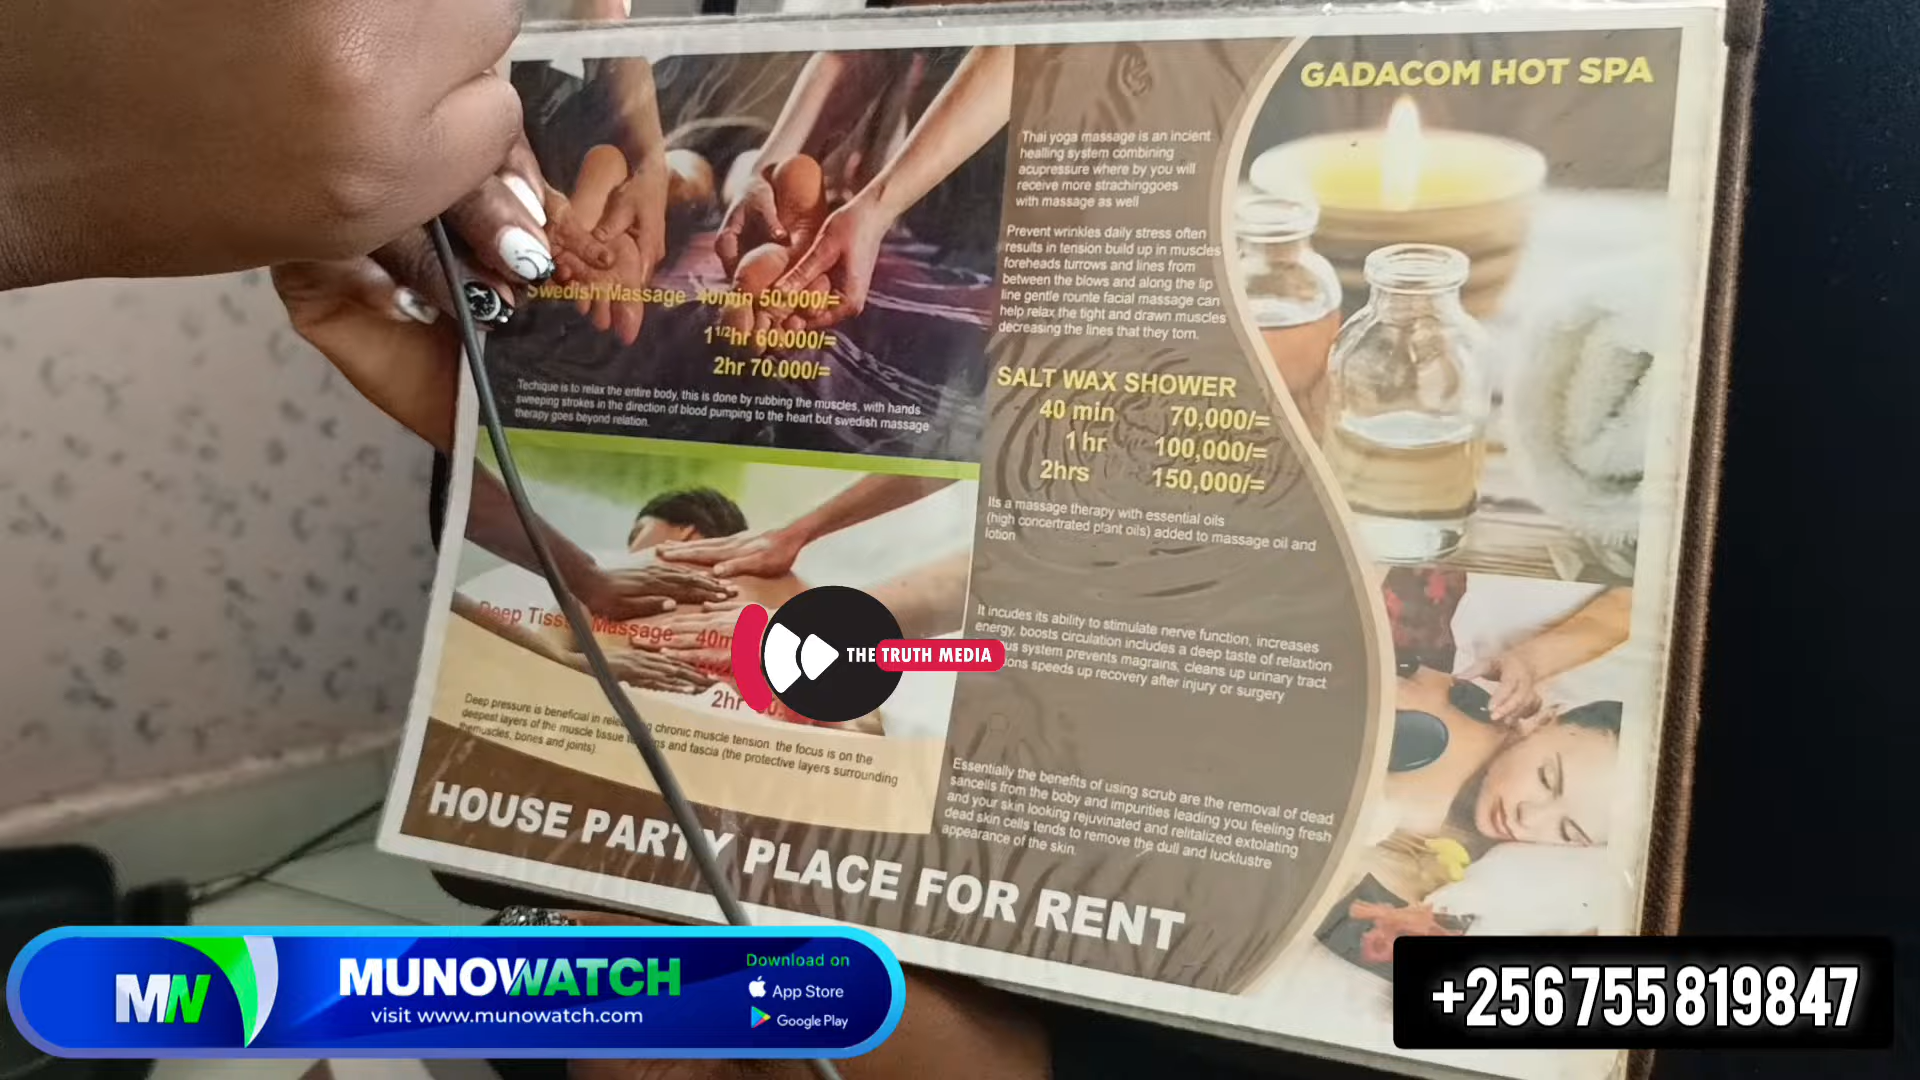 GADACOM HOT SPA
Swedish Massage 40min 50.000/=
1 1/2hr 60.000/=
2hr 70.000/=
Techique is to relax the entire body, this is done by rubbing the muscles, with hands
sweeping strokes in the direction of blood pumping to the heart but swedish massage
therapy goes beyond relation.
Deep Massage
2hr
Deep pressure is beneficial in chronic muscle tension. the focus is on the
deepest layers of the muscle tissue and fascia (the protective layers surrounding
themuscles, bones and joints)
HOUSE PARTY PLACE FOR RENT
Thai yoga massage is an incient
healling system combining
acupressure where by you will
receive more strachinggoes
with massage as well
Prevent wrinkles daily stress often
results in tension build up in muscles
foreheads turrows and lines from
between the blows and along the lip
line gentle rounte facial massage can
help relax the tight and drawn muscles
decreasing the lines that they torn.
SALT WAX SHOWER
40 min 70,000/=
1 hr 100,000/=
2hrs 150,000/=
Its a massage therapy with essential oils
(high concertrated plant oils) added to massage oil and
lotion
It incudes its ability to stimulate nerve function, increases
energy, boosts circulation includes a deep taste of relaxtion
system prevents magrains, cleans up urinary tract
speeds up recovery after injury or surgery
Essentially the benefits of using scrub are the removal of dead
sancells from the boby and impurities leading you feeling fresh
and your skin looking rejuvinated and relitalized extolating
dead skin cells tends to remove the dull and lucklustre
appearance of the skin.
THE TRUTH MEDIA
MN
MUNOWATCH
visit www.munowatch.com
Download on
App Store
Google Play
+256 755 819847